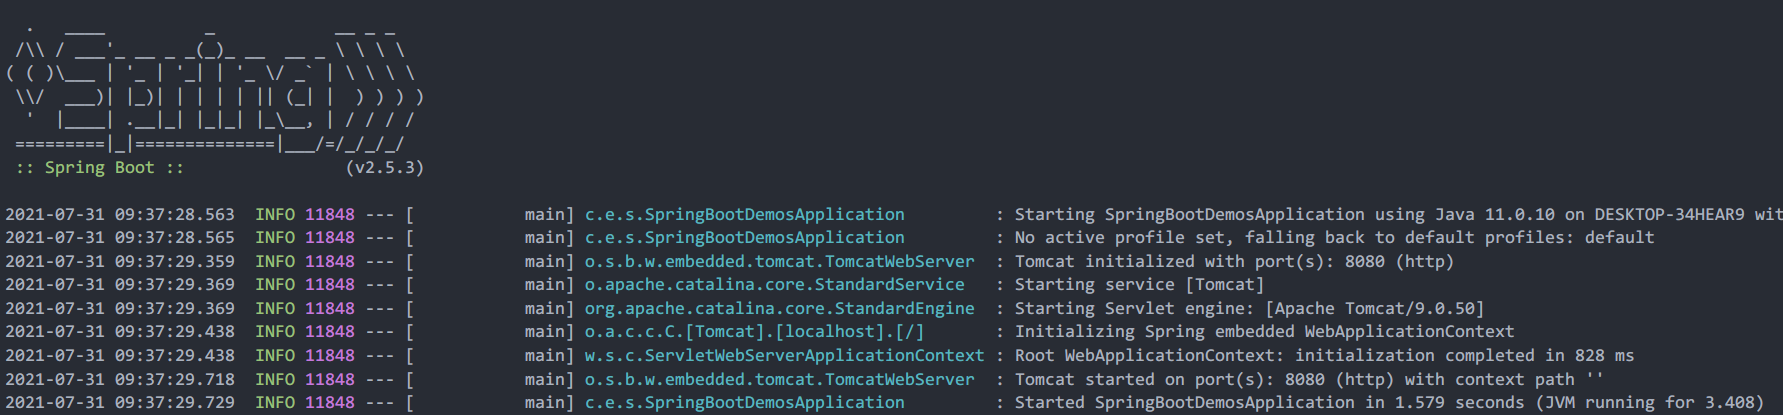 .   ____          _            __ _ _
 /\\ / ___'_ __ _ _(_)_ __  __ _ \ \ \ \
( ( )\___ | '_ | '_| | '_ \/ _` | \ \ \ \
 \\/  ___)| |_)| | | | | || (_| |  ) ) ) )
  '  |____| .__|_| |_|_| |_\__, | / / / /
 =========|_|==============|___/=/_/_/_/
 :: Spring Boot ::                (v2.5.3)
2021-07-31 09:37:28.563  INFO 11848 --- [           main] c.e.s.SpringBootDemosApplication         : Starting SpringBootDemosApplication using Java 11.0.10 on DESKTOP-34HEAR9 wit
2021-07-31 09:37:28.565  INFO 11848 --- [           main] c.e.s.SpringBootDemosApplication         : No active profile set, falling back to default profiles: default
2021-07-31 09:37:29.359  INFO 11848 --- [           main] o.s.b.w.embedded.tomcat.TomcatWebServer  : Tomcat initialized with port(s): 8080 (http)
2021-07-31 09:37:29.369  INFO 11848 --- [           main] o.apache.catalina.core.StandardService   : Starting service [Tomcat]
2021-07-31 09:37:29.369  INFO 11848 --- [           main] org.apache.catalina.core.StandardEngine  : Starting Servlet engine: [Apache Tomcat/9.0.50]
2021-07-31 09:37:29.438  INFO 11848 --- [           main] o.a.c.c.C.[Tomcat].[localhost].[/]       : Initializing Spring embedded WebApplicationContext
2021-07-31 09:37:29.438  INFO 11848 --- [           main] w.s.c.ServletWebServerApplicationContext : Root WebApplicationContext: initialization completed in 828 ms
2021-07-31 09:37:29.718  INFO 11848 --- [           main] o.s.b.w.embedded.tomcat.TomcatWebServer  : Tomcat started on port(s): 8080 (http) with context path ''
2021-07-31 09:37:29.729  INFO 11848 --- [           main] c.e.s.SpringBootDemosApplication         : Started SpringBootDemosApplication in 1.579 seconds (JVM running for 3.408)